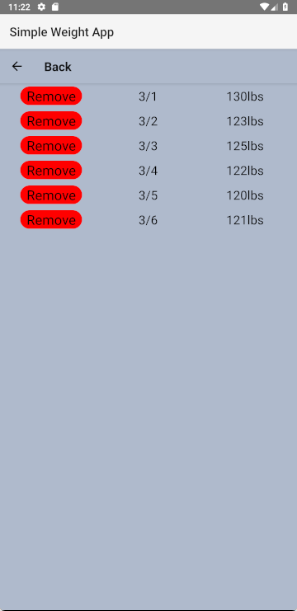 11:22
Simple Weight App
Back
Remove 3/1 130lbs
Remove 3/2 123lbs
Remove 3/3 125lbs
Remove 3/4 122lbs
Remove 3/5 120lbs
Remove 3/6 121lbs